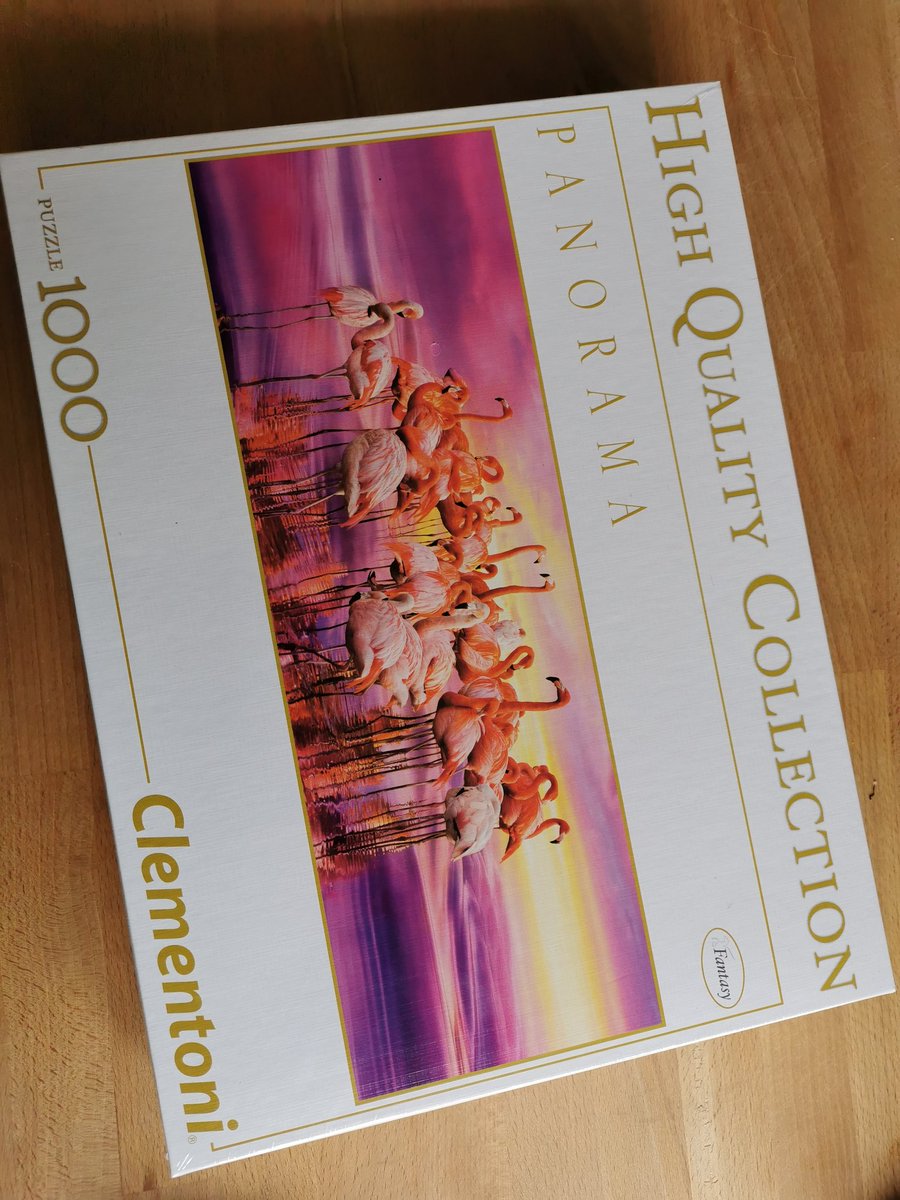 HIGH QUALITY COLLECTION
Fantasy
PANORAMA
PUZZLE 1000
Clementoni®